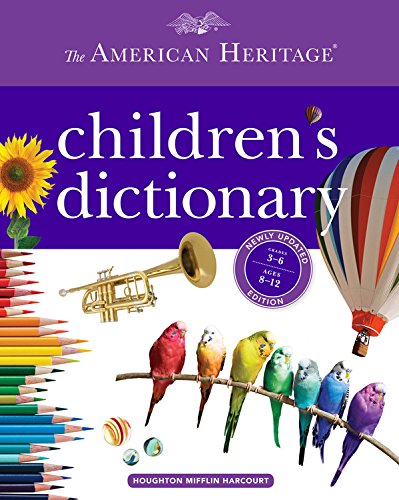 The AMERICAN HERITAGE®
children's
dictionary
NEWLY UPDATED
GRADES
3–6
AGES
8–12
EDITION
HOUGHTON MIFFLIN HARCOURT